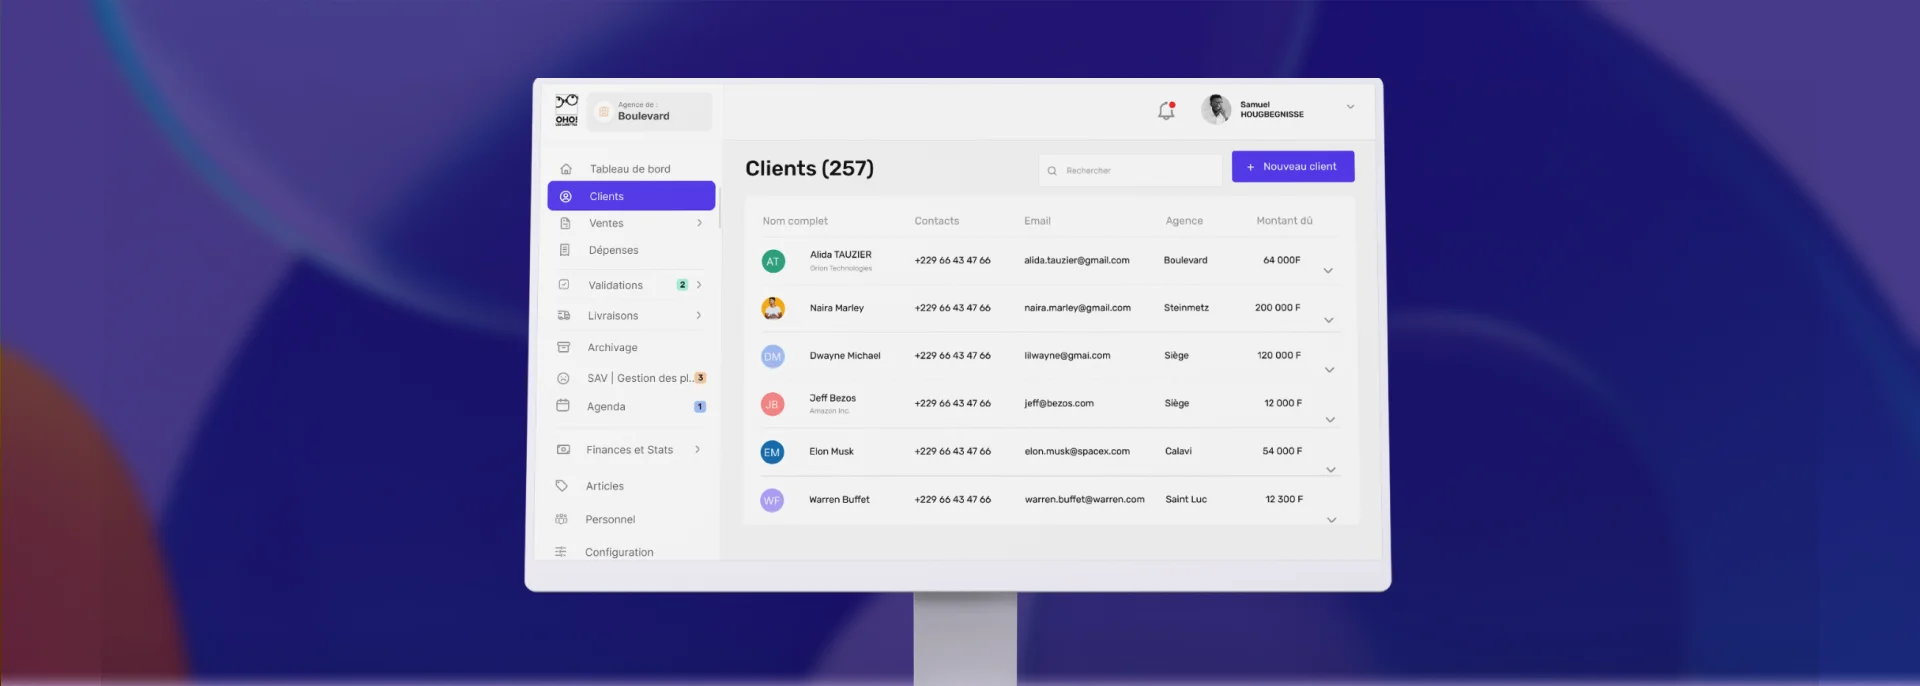 OHO!
Agence de :
Boulevard
Samuel
HOUGBEGNISSE
Tableau de bord
Clients
Ventes
Dépenses
Validations 2
Livraisons
Archivage
SAV | Gestion des pl.. 3
Agenda 1
Finances et Stats
Articles
Personnel
Configuration
Clients (257)
Rechercher
+ Nouveau client
Nom complet Contacts Email Agence Montant dû
AT Alida TAUZIER +229 66 43 47 66 alida.tauzier@gmail.com Boulevard 64 000F
Orion Technologies
Naira Marley +229 66 43 47 66 naira.marley@gmail.com Steinmetz 200 000 F
DM Dwayne Michael +229 66 43 47 66 lilwayne@gmai.com Siège 120 000 F
JB Jeff Bezos +229 66 43 47 66 jeff@bezos.com Siège 12 000 F
Amazon Inc.
EM Elon Musk +229 66 43 47 66 elon.musk@spacex.com Calavi 54 000 F
WF Warren Buffet +229 66 43 47 66 warren.buffet@warren.com Saint Luc 12 300 F